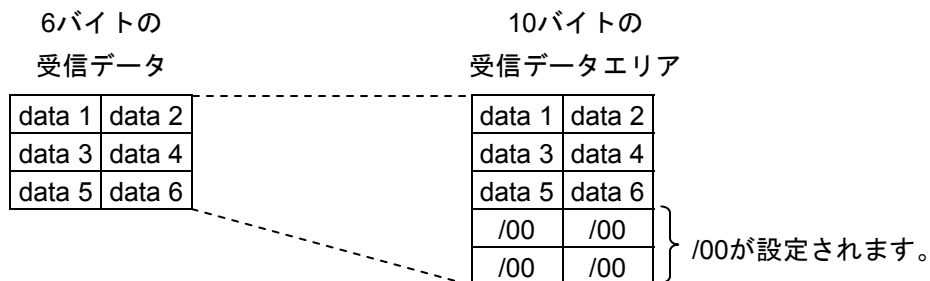 6バイトの
受信データ
10バイトの
受信データエリア
data 1 data 2
data 3 data 4
data 5 data 6
data 1 data 2
data 3 data 4
data 5 data 6
/00 /00
/00 /00
/00が設定されます。